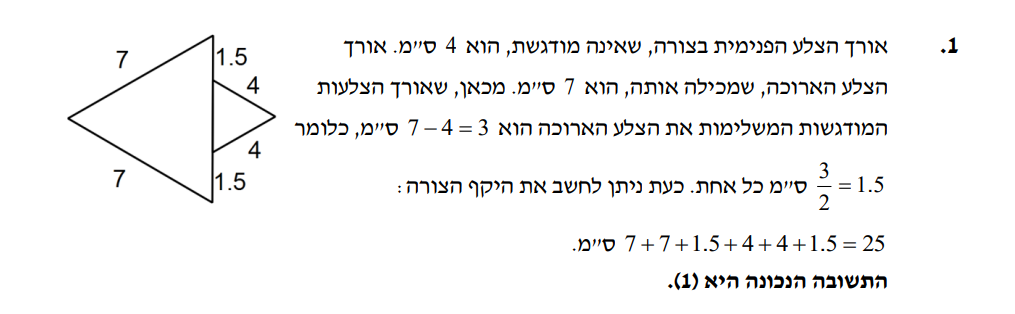 1. אורך הצלע הפנימית בצורה, שאינה מודגשת, הוא 4 ס״מ. אורך
הצלע הארוכה, שמכילה אותה, הוא 7 ס״מ. מכאן, שאורך הצלעות
המודגשות המשלימות את הצלע הארוכה הוא 7 − 4 = 3 ס״מ, כלומר
3/2 = 1.5 ס״מ כל אחת. כעת ניתן לחשב את היקף הצורה:
7 + 7 + 1.5 + 4 + 4 + 1.5 = 25 ס״מ.
התשובה הנכונה היא (1).
7
1.5
4
4
7
1.5